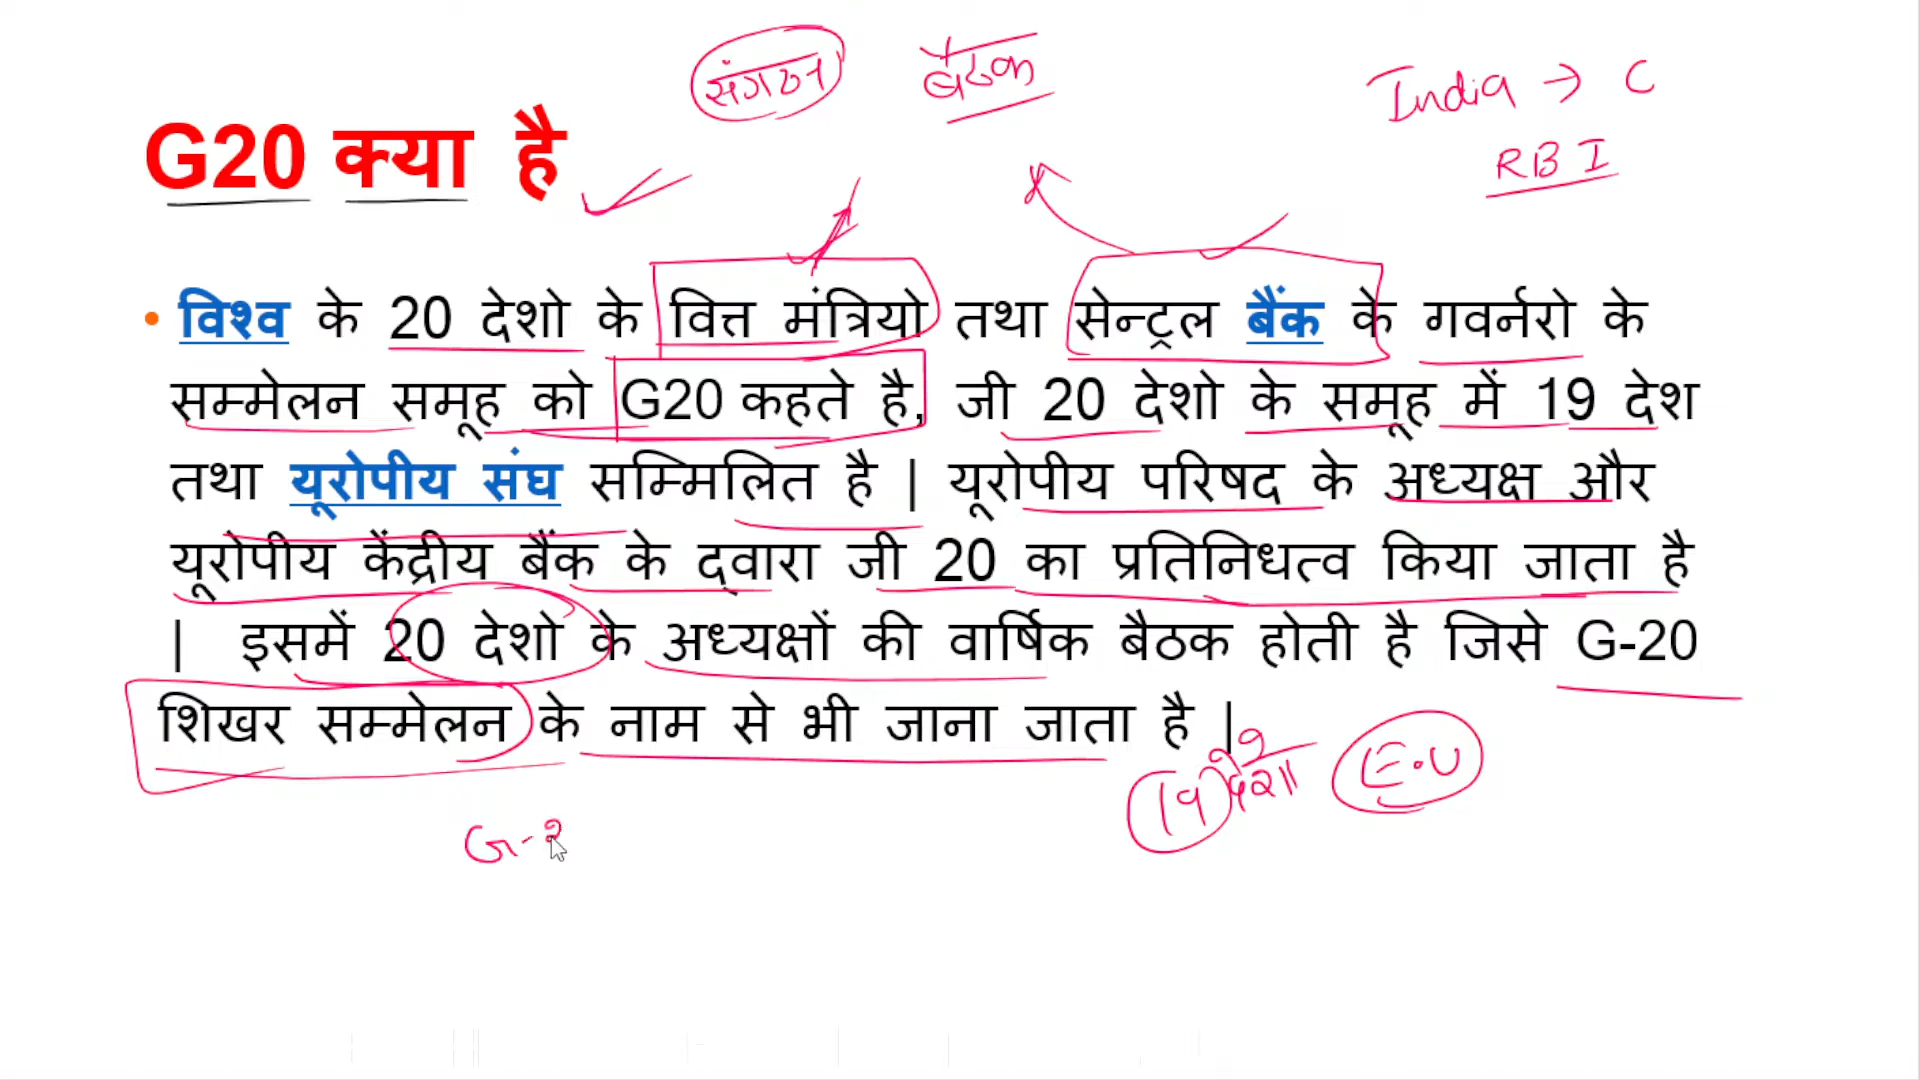 संगठन बैठक
India → C
RBI
G20 क्या है
• विश्व के 20 देशो के वित्त मंत्रियो तथा सेन्ट्रल बैंक के गवर्नरो के
सम्मेलन समूह को G20 कहते है, जी 20 देशो के समूह में 19 देश
तथा यूरोपीय संघ सम्मिलित है | यूरोपीय परिषद के अध्यक्ष और
यूरोपीय केंद्रीय बैंक के द्वारा जी 20 का प्रतिनिधत्व किया जाता है
| इसमें 20 देशो के अध्यक्षों की वार्षिक बैठक होती है जिसे G-20
शिखर सम्मेलन के नाम से भी जाना जाता है |
19 देश E.U
G-2